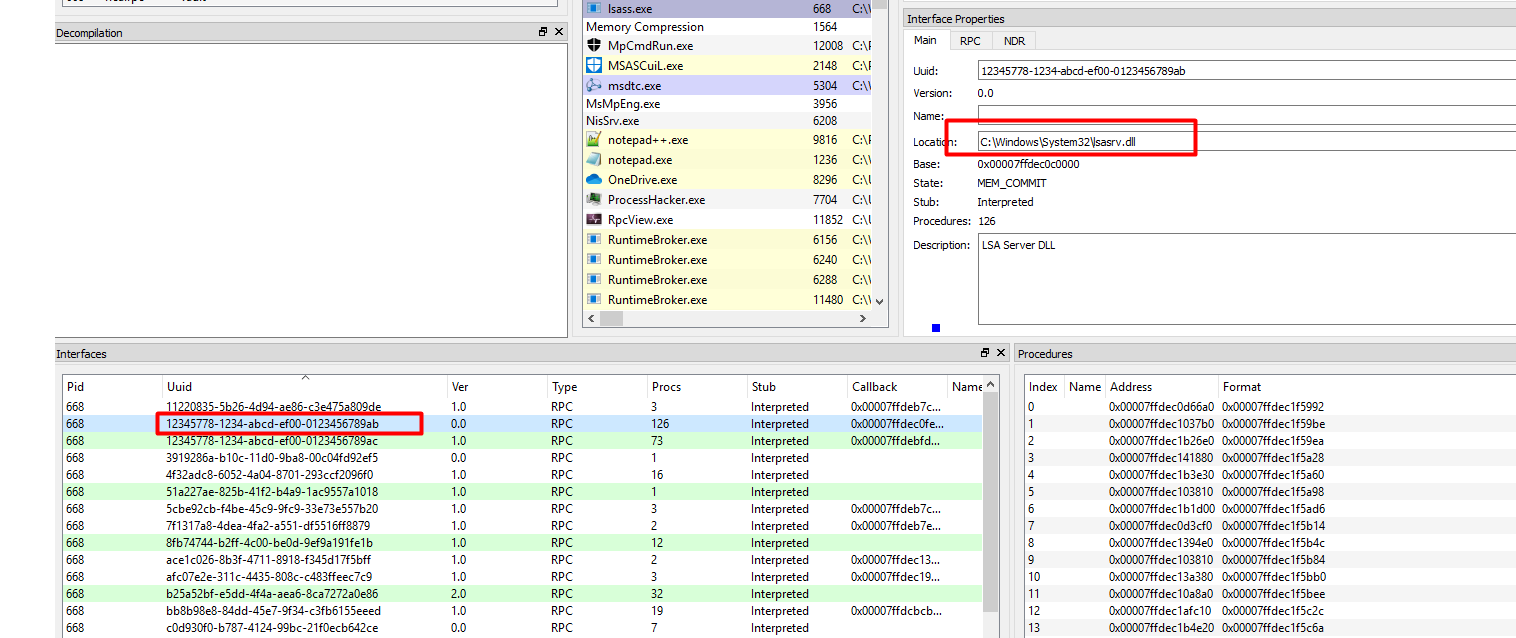 Decompilation
lsass.exe 668 C:\
Memory Compression 1564
MpCmdRun.exe 12008 C:\
MSASCuiL.exe 2148 C:\
msdtc.exe 5304 C:\
MsMpEng.exe 3956
NisSrv.exe 6208
notepad++.exe 9816 C:\
notepad.exe 1236 C:\
OneDrive.exe 8296 C:\
ProcessHacker.exe 7704 C:\
RpcView.exe 11852 C:\
RuntimeBroker.exe 6156 C:\
RuntimeBroker.exe 6240 C:\
RuntimeBroker.exe 6288 C:\
RuntimeBroker.exe 11480 C:\
Interface Properties
Main RPC NDR
Uuid: 12345778-1234-abcd-ef00-0123456789ab
Version: 0.0
Name:
Location: C:\Windows\System32\lsasrv.dll
Base: 0x00007ffdec0c0000
State: MEM_COMMIT
Stub: Interpreted
Procedures: 126
Description: LSA Server DLL
Interfaces
Pid Uuid Ver Type Procs Stub Callback Name
668 11220835-5b26-4d94-ae86-c3e475a809de 1.0 RPC 3 Interpreted 0x00007ffdeb7c...
668 12345778-1234-abcd-ef00-0123456789ab 0.0 RPC 126 Interpreted 0x00007ffdec0fe...
668 12345778-1234-abcd-ef00-0123456789ac 1.0 RPC 73 Interpreted 0x00007ffdebfd...
668 3919286a-b10c-11d0-9ba8-00c04fd92ef5 0.0 RPC 1 Interpreted
668 4f32adc8-6052-4a04-8701-293ccf2096f0 1.0 RPC 16 Interpreted
668 51a227ae-825b-41f2-b4a9-1ac9557a1018 1.0 RPC 1 Interpreted
668 5cbe92cb-f4be-45c9-9fc9-33e73e557b20 1.0 RPC 3 Interpreted 0x00007ffdeb7c...
668 7f1317a8-4dea-4fa2-a551-df5516ff8879 1.0 RPC 2 Interpreted 0x00007ffdeb7e...
668 8fb74744-b2ff-4c00-be0d-9ef9a191fe1b 1.0 RPC 12 Interpreted
668 ace1c026-8b3f-4711-8918-f345d17f5bff 1.0 RPC 2 Interpreted 0x00007ffdec13...
668 afc07e2e-311c-4435-808c-c483ffeec7c9 1.0 RPC 3 Interpreted 0x00007ffdec19...
668 b25a52bf-e5dd-4f4a-aea6-8ca7272a0e86 2.0 RPC 32 Interpreted
668 bb8b98e8-84dd-45e7-9f34-c3fb6155eeed 1.0 RPC 19 Interpreted 0x00007ffdcbcb...
668 c0d930f0-b787-4124-99bc-21f0ecb642ce 0.0 RPC 7 Interpreted
Procedures
Index Name Address Format
0 0x00007ffdec0d66a0 0x00007ffdec1f5992
1 0x00007ffdec1037b0 0x00007ffdec1f59be
2 0x00007ffdec1b26e0 0x00007ffdec1f59ea
3 0x00007ffdec141880 0x00007ffdec1f5a28
4 0x00007ffdec1b3e30 0x00007ffdec1f5a60
5 0x00007ffdec103810 0x00007ffdec1f5a98
6 0x00007ffdec1b1d00 0x00007ffdec1f5ad6
7 0x00007ffdec0d3cf0 0x00007ffdec1f5b14
8 0x00007ffdec1394e0 0x00007ffdec1f5b4c
9 0x00007ffdec103810 0x00007ffdec1f5b84
10 0x00007ffdec13a380 0x00007ffdec1f5bb0
11 0x00007ffdec10a8a0 0x00007ffdec1f5bee
12 0x00007ffdec1afc10 0x00007ffdec1f5c2c
13 0x00007ffdec1b4e20 0x00007ffdec1f5c6a